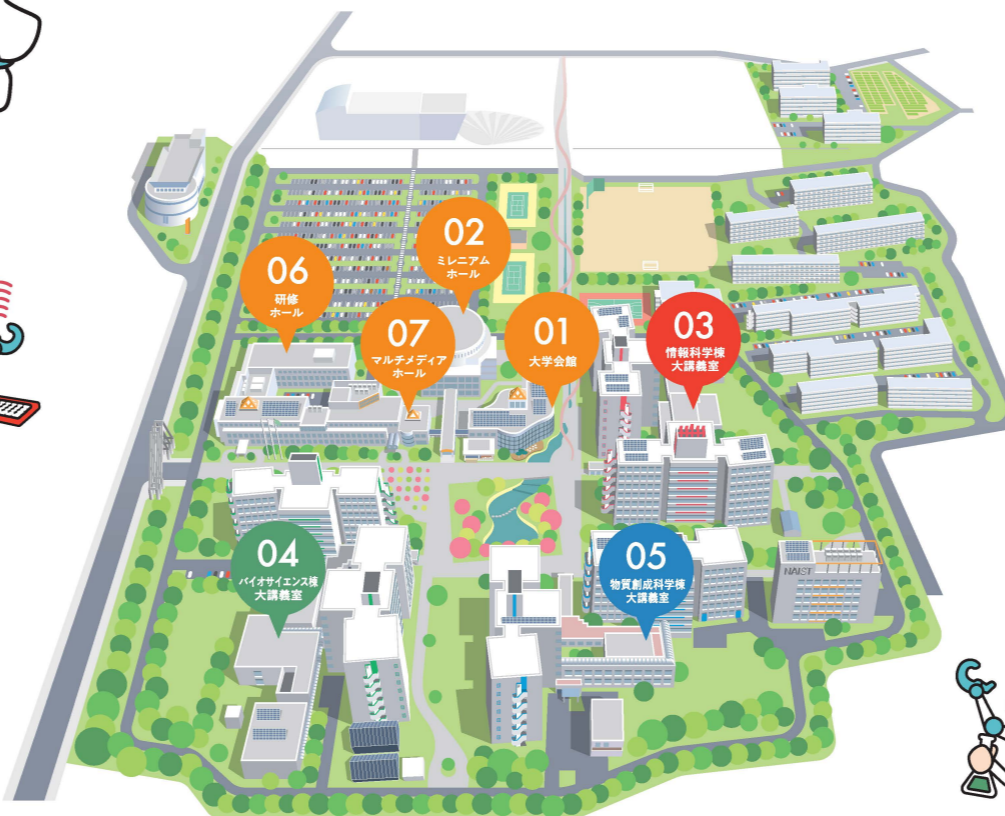 02
ミレニアム
ホール
06
研修
ホール
07
マルチメディア
ホール
01
大学会館
03
情報科学棟
大講義室
04
バイオサイエンス棟
大講義室
05
物質創成科学棟
大講義室
NAIST